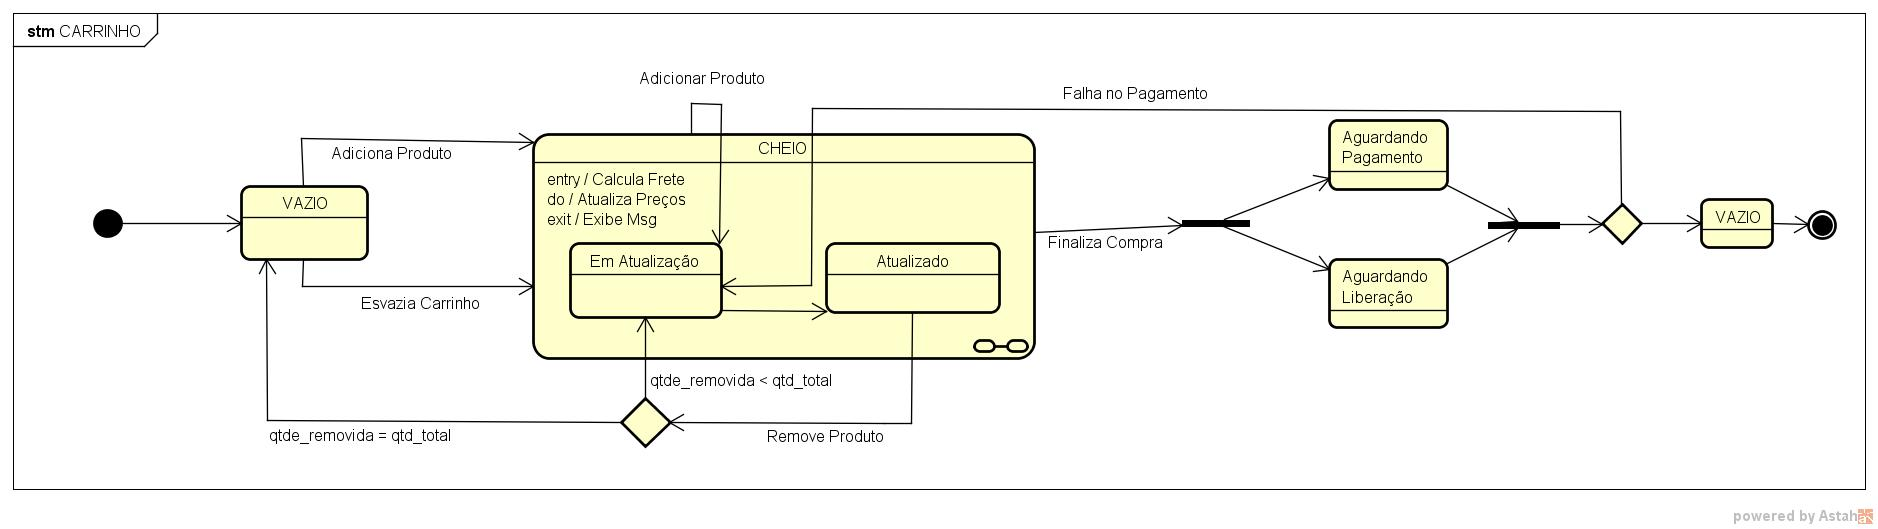 stm CARRINHO
Adicionar Produto
Falha no Pagamento
Adiciona Produto
CHEIO
entry / Calcula Frete
do / Atualiza Preços
exit / Exibe Msg
VAZIO
Em Atualização
Atualizado
Esvazia Carrinho
Finaliza Compra
Aguardando
Pagamento
Aguardando
Liberação
VAZIO
qtde_removida < qtd_total
qtde_removida = qtd_total
Remove Produto
powered by Astah